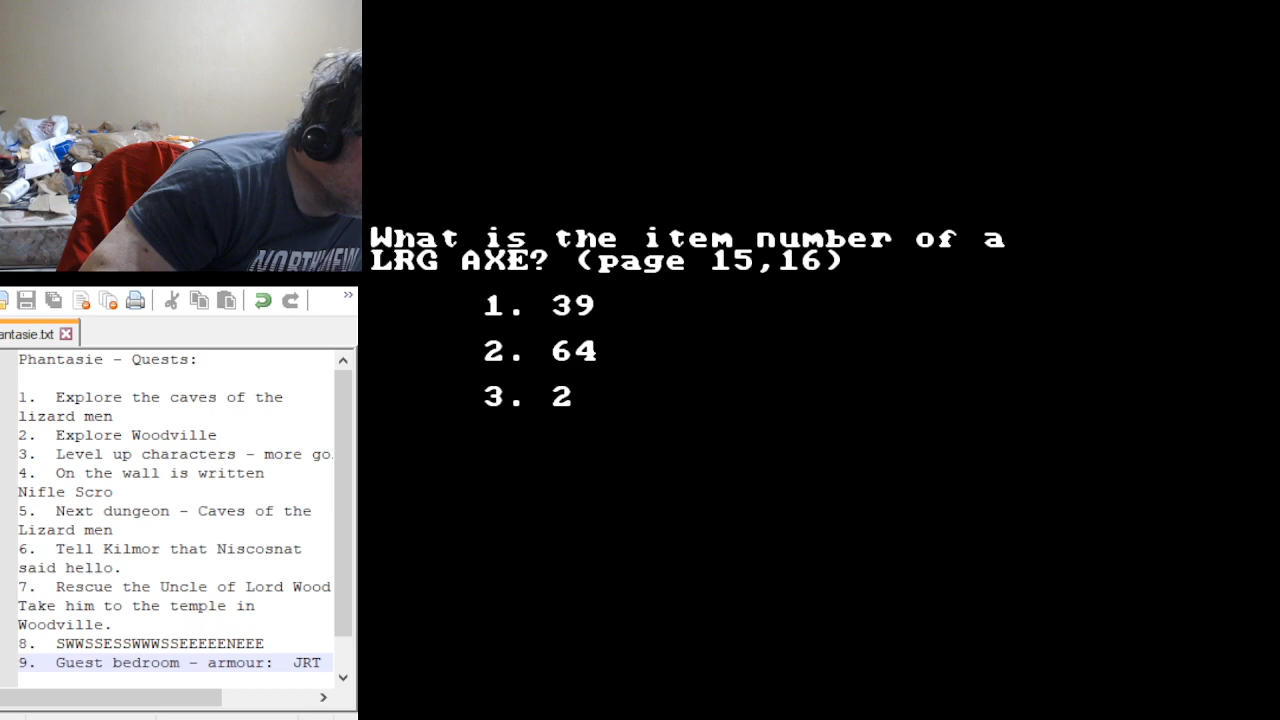 What is the item number of a
LRG AXE? (page 15,16)
1. 39
2. 64
3. 2
antasie.txt
Phantasie - Quests:
1. Explore the caves of the
lizard men
2. Explore Woodville
3. Level up characters - more go
4. On the wall is written
Nifle Scro
5. Next dungeon - Caves of the
Lizard men
6. Tell Kilmor that Niscosnat
said hello.
7. Rescue the Uncle of Lord Wood
Take him to the temple in
Woodville.
8. SWWSSESSWWWSSEEEEENEEE
9. Guest bedroom - armour: JRT